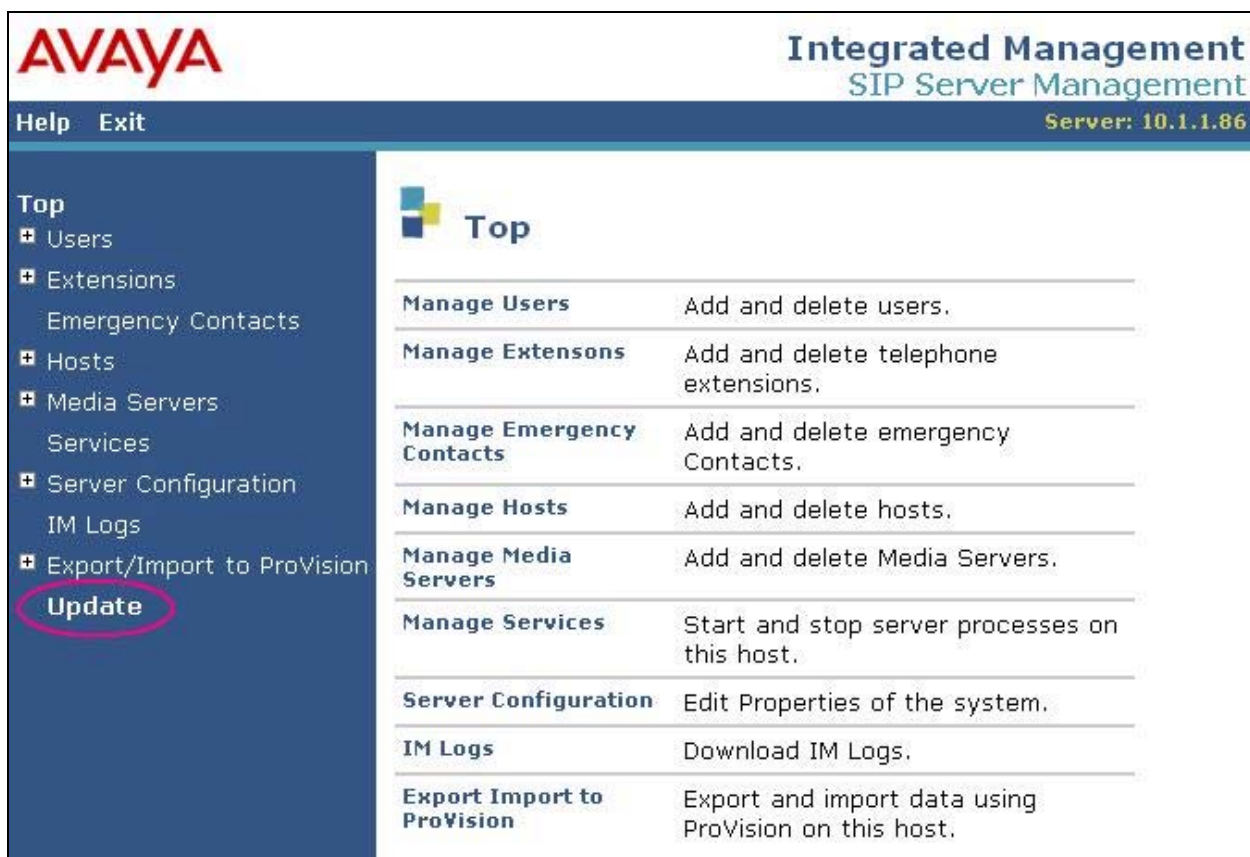 AVAYA
Integrated Management
SIP Server Management
Help Exit
Server: 10.1.1.86
Top
Users
Extensions
Emergency Contacts
Hosts
Media Servers
Services
Server Configuration
IM Logs
Export/Import to ProVision
Update
Top
Manage Users
Add and delete users.
Manage Extensons
Add and delete telephone
extensions.
Manage Emergency
Contacts
Add and delete emergency
Contacts.
Manage Hosts
Add and delete hosts.
Manage Media
Servers
Add and delete Media Servers.
Manage Services
Start and stop server processes on
this host.
Server Configuration
Edit Properties of the system.
IM Logs
Download IM Logs.
Export Import to
ProVision
Export and import data using
ProVision on this host.